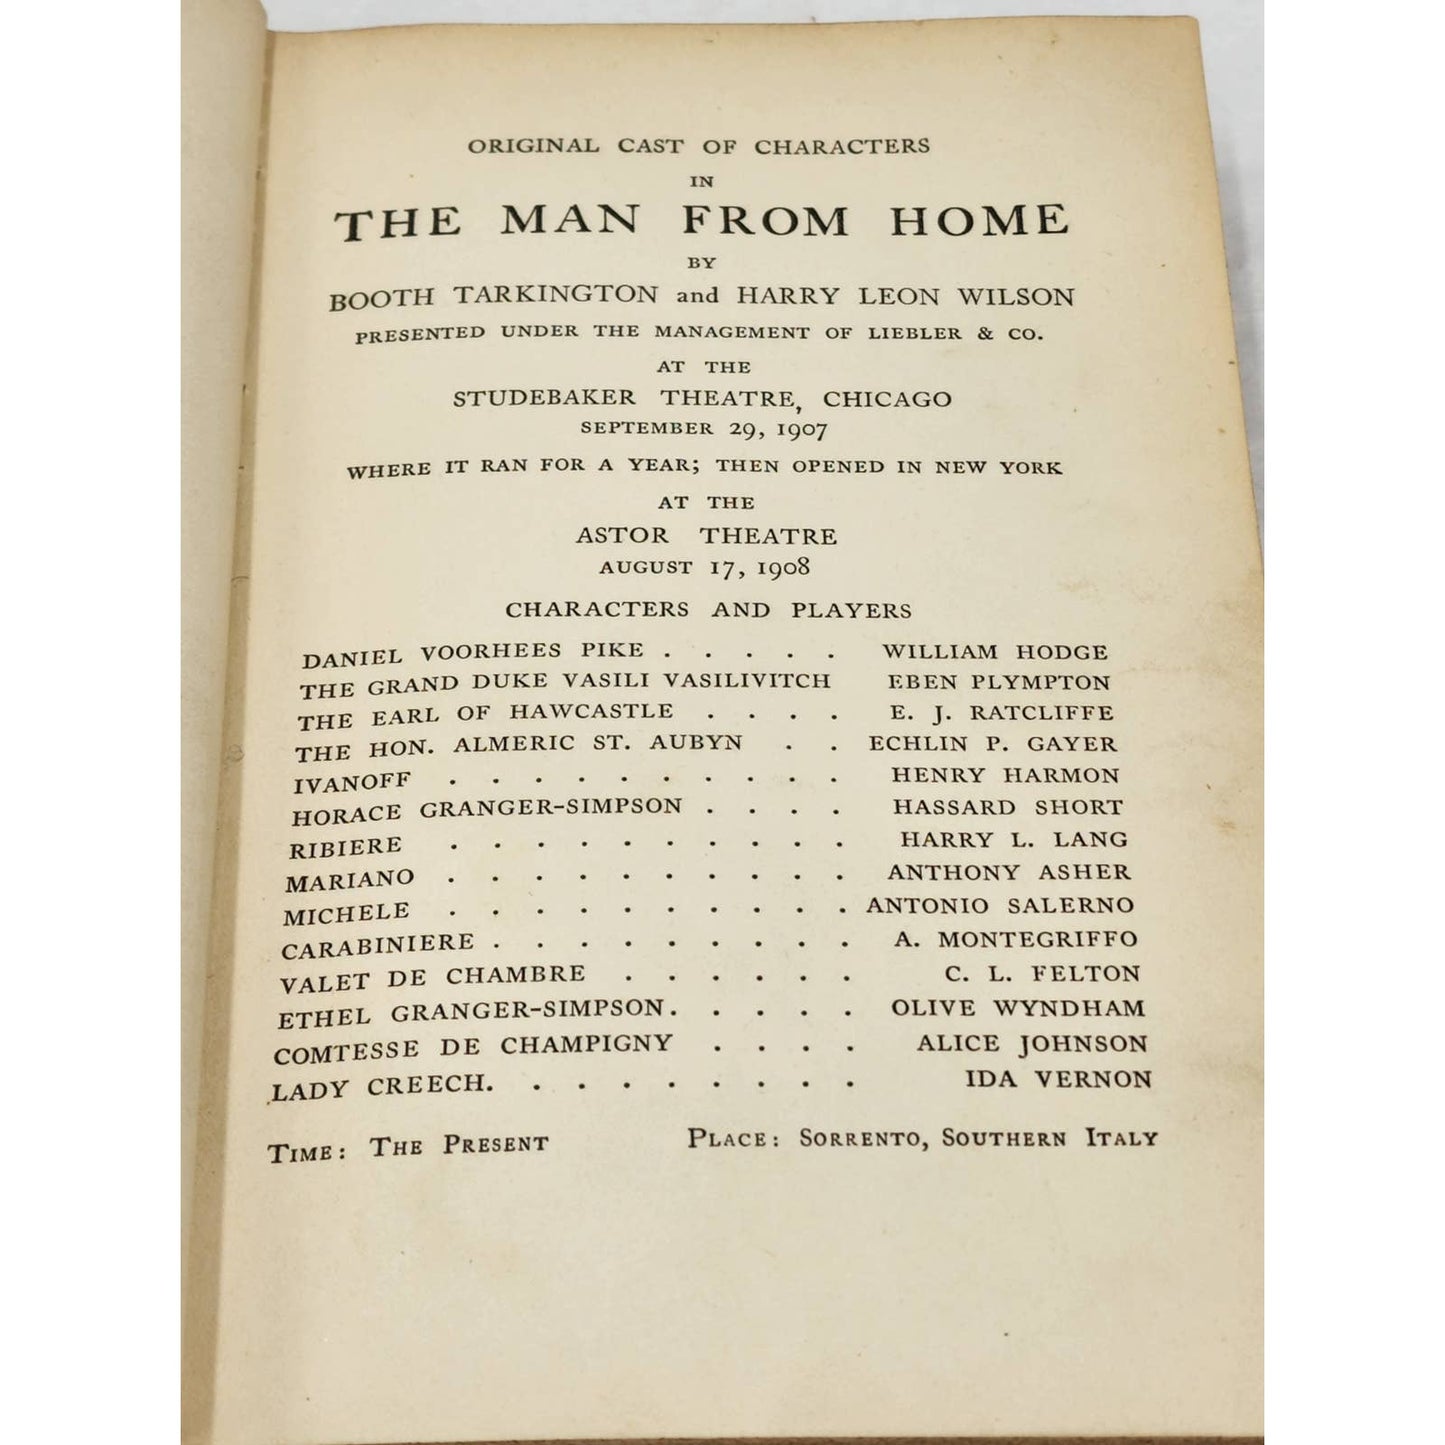 ORIGINAL CAST OF CHARACTERS
IN
THE MAN FROM HOME
BY
BOOTH TARKINGTON and HARRY LEON WILSON
PRESENTED UNDER THE MANAGEMENT OF LIEBLER & CO.
AT THE
STUDEBAKER THEATRE, CHICAGO
SEPTEMBER 29, 1907
WHERE IT RAN FOR A YEAR; THEN OPENED IN NEW YORK
AT THE
ASTOR THEATRE
AUGUST 17, 1908
CHARACTERS AND PLAYERS
DANIEL VOORHEES PIKE . . . . . WILLIAM HODGE
THE GRAND DUKE VASILI VASILIVITCH EBEN PLYMPTON
THE EARL OF HAWCASTLE . . . . E. J. RATCLIFFE
THE HON. ALMERIC ST. AUBYN . . ECHLIN P. GAYER
IVANOFF . . . . . . . . . . HENRY HARMON
HORACE GRANGER-SIMPSON . . . . HASSARD SHORT
RIBIERE . . . . . . . . . . HARRY L. LANG
MARIANO . . . . . . . . . . ANTHONY ASHER
MICHELE . . . . . . . . . . ANTONIO SALERNO
CARABINIERE . . . . . . . . . A. MONTEGRIFFO
VALET DE CHAMBRE . . . . . . C. L. FELTON
ETHEL GRANGER-SIMPSON. . . . . OLIVE WYNDHAM
COMTESSE DE CHAMPIGNY . . . . ALICE JOHNSON
LADY CREECH. . . . . . . . . IDA VERNON
TIME: THE PRESENT PLACE: SORRENTO, SOUTHERN ITALY